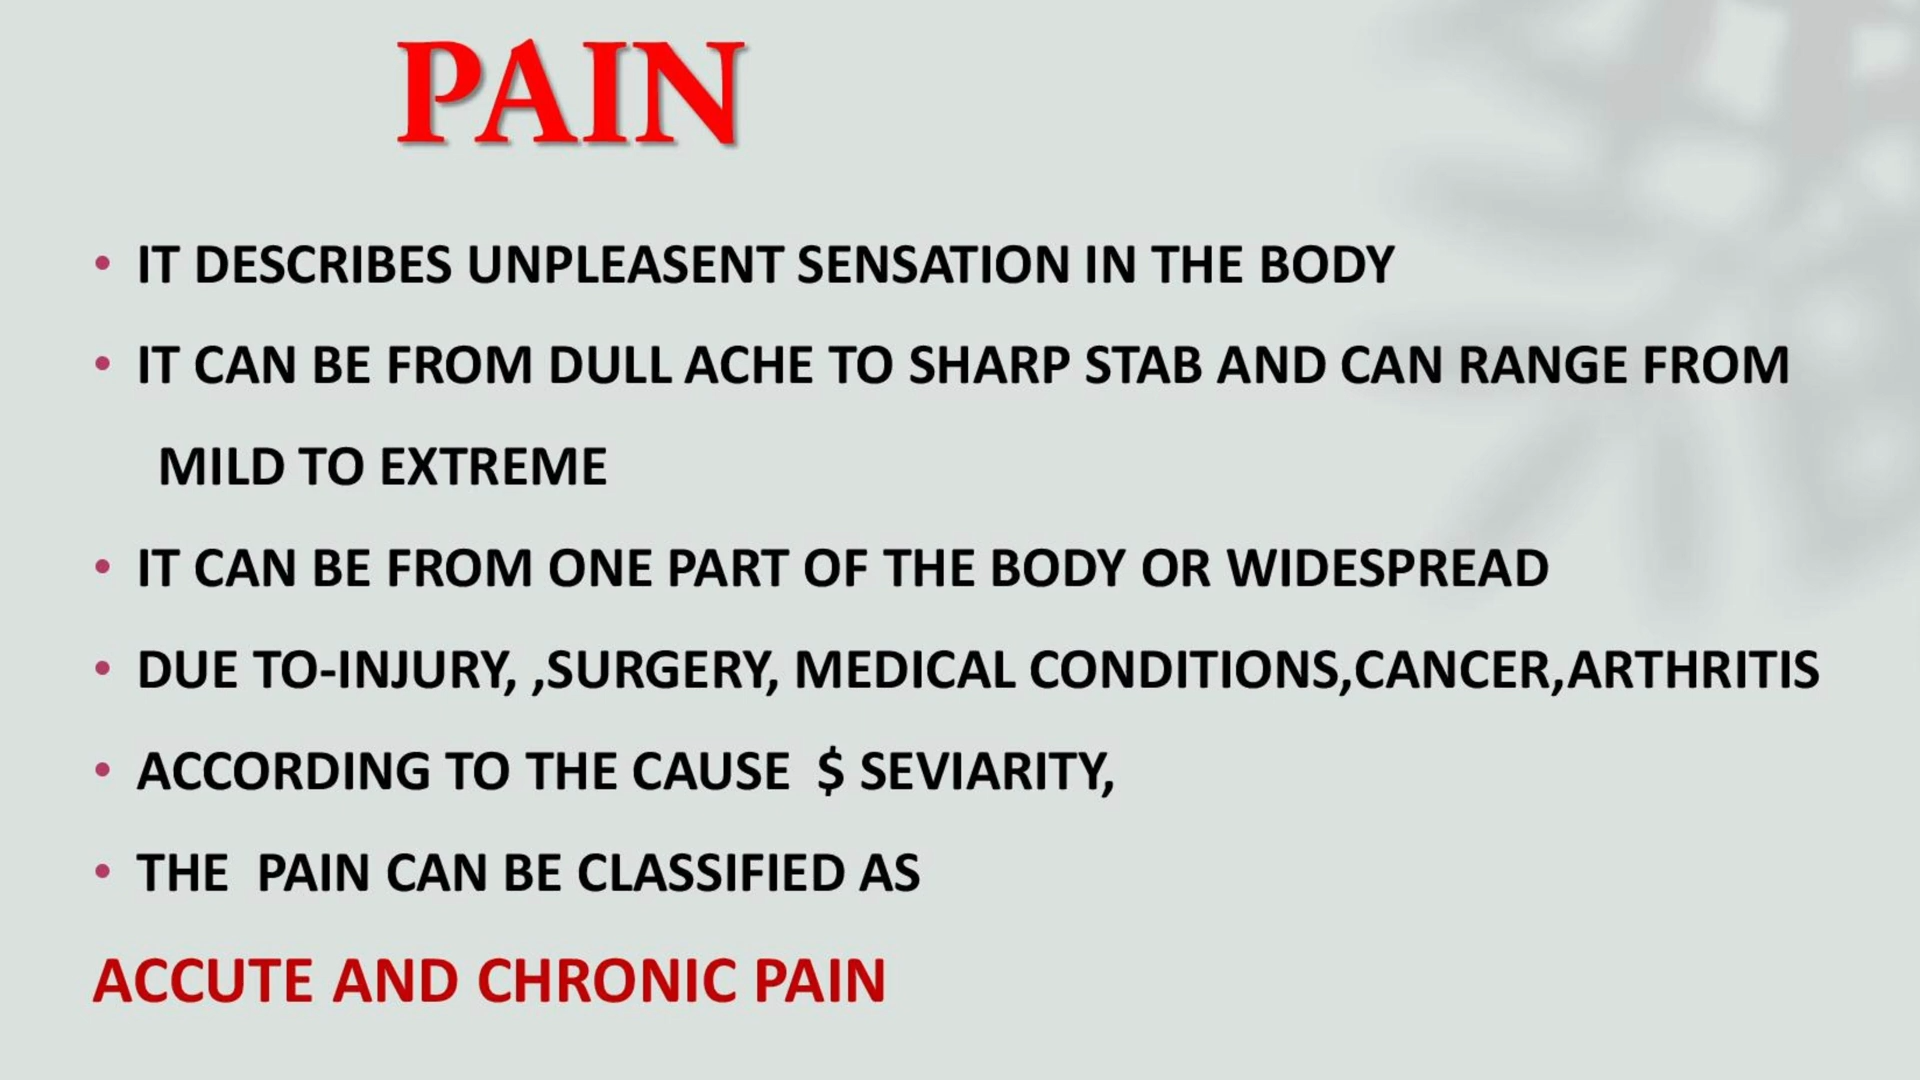 PAIN
• IT DESCRIBES UNPLEASENT SENSATION IN THE BODY
• IT CAN BE FROM DULL ACHE TO SHARP STAB AND CAN RANGE FROM
MILD TO EXTREME
• IT CAN BE FROM ONE PART OF THE BODY OR WIDESPREAD
• DUE TO-INJURY, ,SURGERY, MEDICAL CONDITIONS,CANCER,ARTHRITIS
• ACCORDING TO THE CAUSE  $ SEVIARITY,
• THE  PAIN CAN BE CLASSIFIED AS
ACCUTE AND CHRONIC PAIN